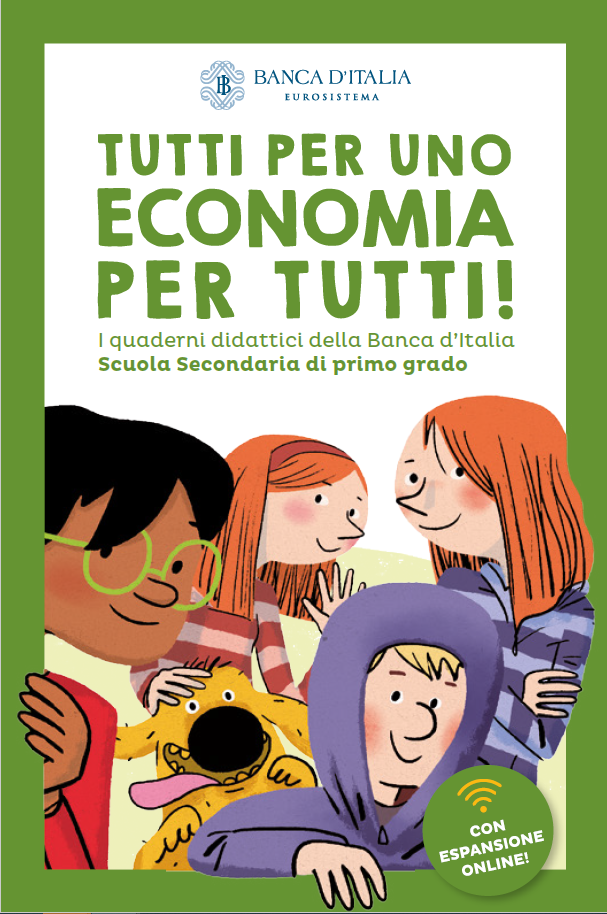 BANCA D'ITALIA
EUROSISTEMA
TUTTI PER UNO
ECONOMIA
PER TUTTI!
I quaderni didattici della Banca d'Italia
Scuola Secondaria di primo grado
CON
ESPANSIONE
ONLINE!